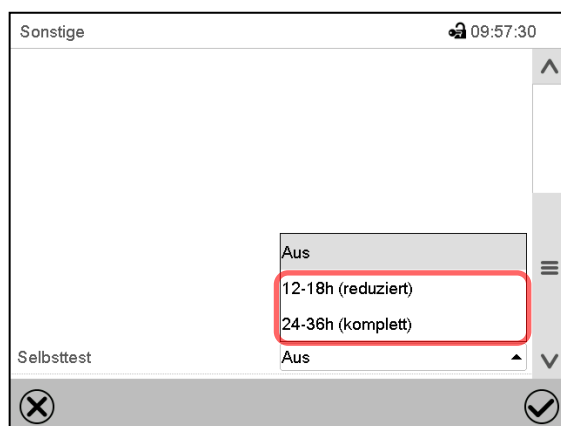 Sonstige 09:57:30
Aus
12-18h (reduziert)
24-36h (komplett)
Selbsttest Aus